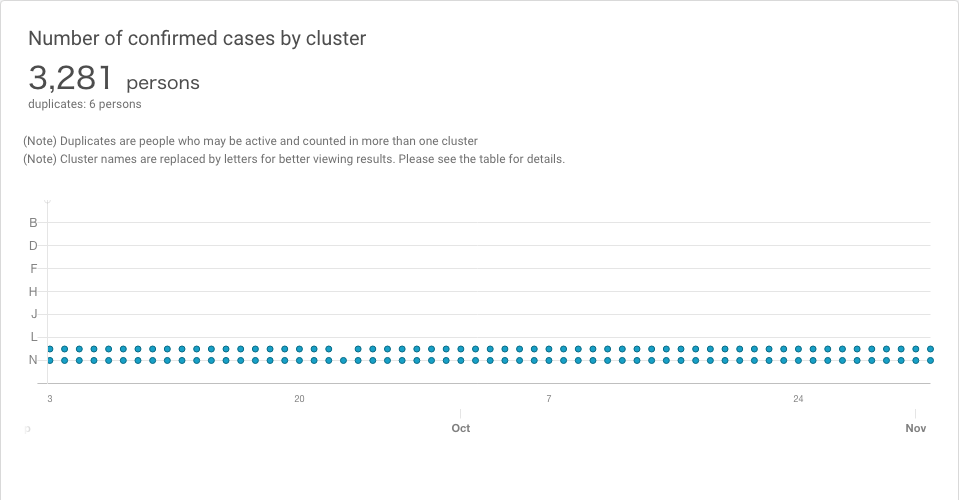 Number of confirmed cases by cluster
3,281 persons
duplicates: 6 persons
(Note) Duplicates are people who may be active and counted in more than one cluster
(Note) Cluster names are replaced by letters for better viewing results. Please see the table for details.
B
D
F
H
J
L
N
3 20 7 24
Oct Nov